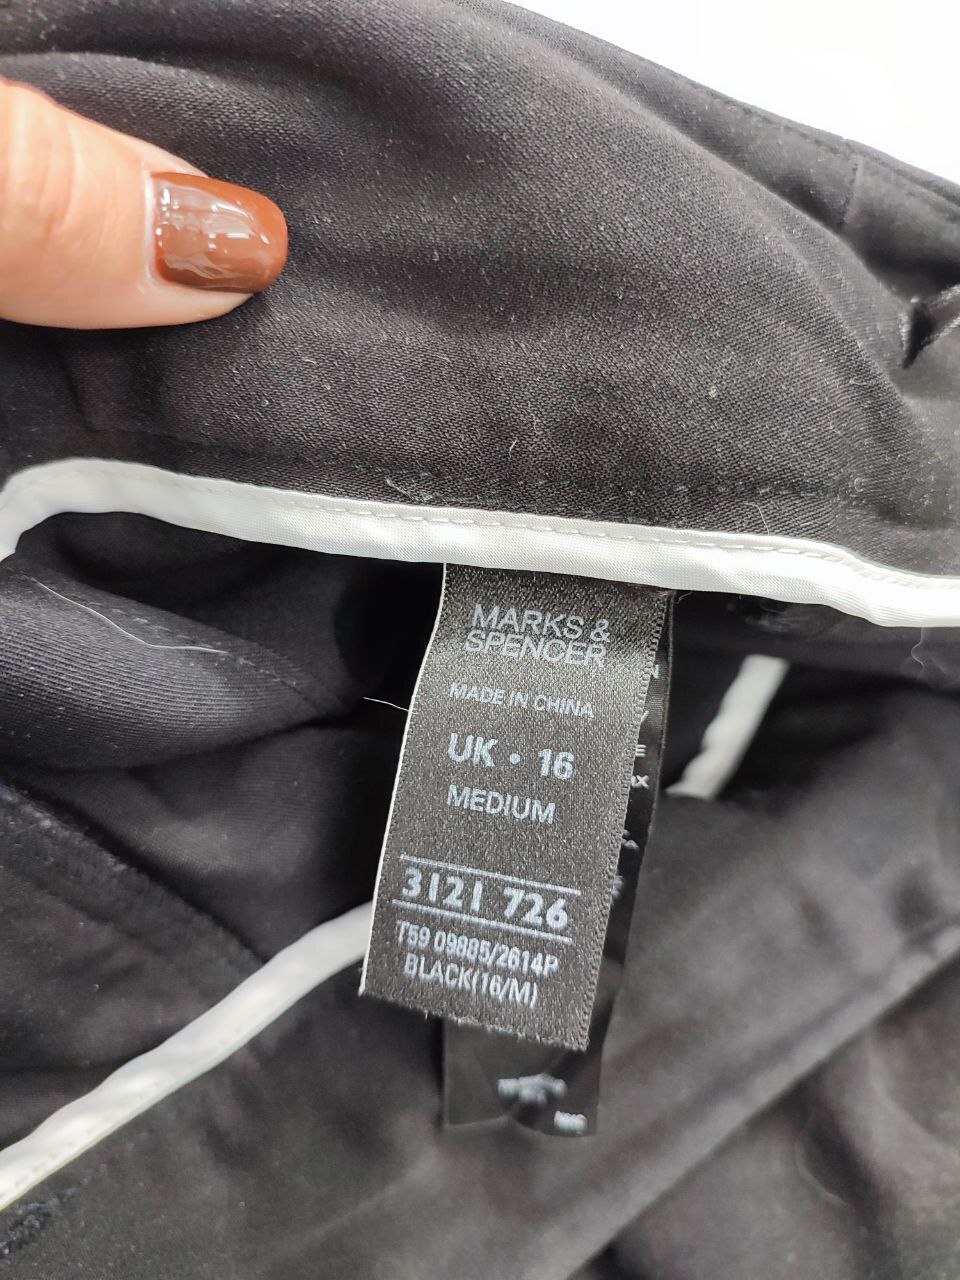 MARKS &
SPENCER
MADE IN CHINA
UK • 16
MEDIUM
3121 726
T59 09885/2614P
BLACK(16/M)